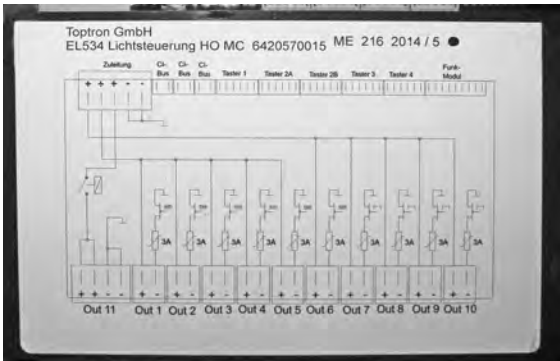 Toptron GmbH
EL534 Lichtsteuerung HO MC 6420570015 ME 216 2014 / 5
Zuleitung CI-Bus CI-Bus CI-Bus Taster 1 Taster 2A Taster 2B Taster 3 Taster 4 Funk-Modul
+ + + - -
3A 3A 3A 3A 3A 3A 3A 3A 3A 3A
+ + - - + - + - + - + - + - + - + - + - + - + -
Out 11 Out 1 Out 2 Out 3 Out 4 Out 5 Out 6 Out 7 Out 8 Out 9 Out 10